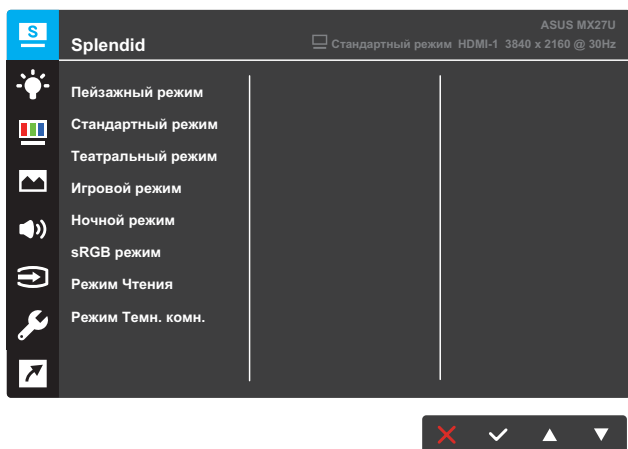 S
ASUS MX27U
Splendid
Стандартный режим HDMI-1 3840 x 2160 @ 30Hz
Пейзажный режим
Стандартный режим
Театральный режим
Игровой режим
Ночной режим
sRGB режим
Режим Чтения
Режим Темн. комн.